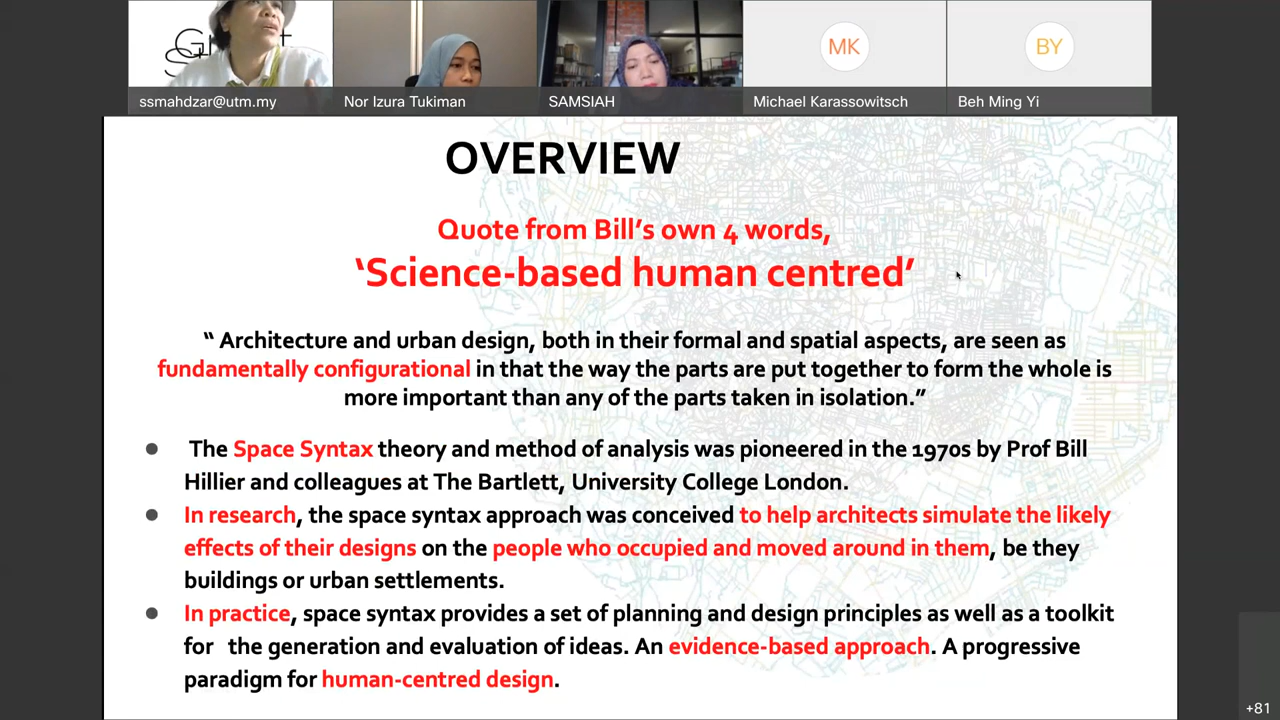 ssmahdzar@utm.my
Nor Izura Tukiman
SAMSIAH
MK
Michael Karassowitsch
BY
Beh Ming Yi
OVERVIEW
Quote from Bill's own 4 words,
‘Science-based human centred’
“ Architecture and urban design, both in their formal and spatial aspects, are seen as
fundamentally configurational in that the way the parts are put together to form the whole is
more important than any of the parts taken in isolation.”
● The Space Syntax theory and method of analysis was pioneered in the 1970s by Prof Bill
Hillier and colleagues at The Bartlett, University College London.
● In research, the space syntax approach was conceived to help architects simulate the likely
effects of their designs on the people who occupied and moved around in them, be they
buildings or urban settlements.
● In practice, space syntax provides a set of planning and design principles as well as a toolkit
for the generation and evaluation of ideas. An evidence-based approach. A progressive
paradigm for human-centred design.
+81